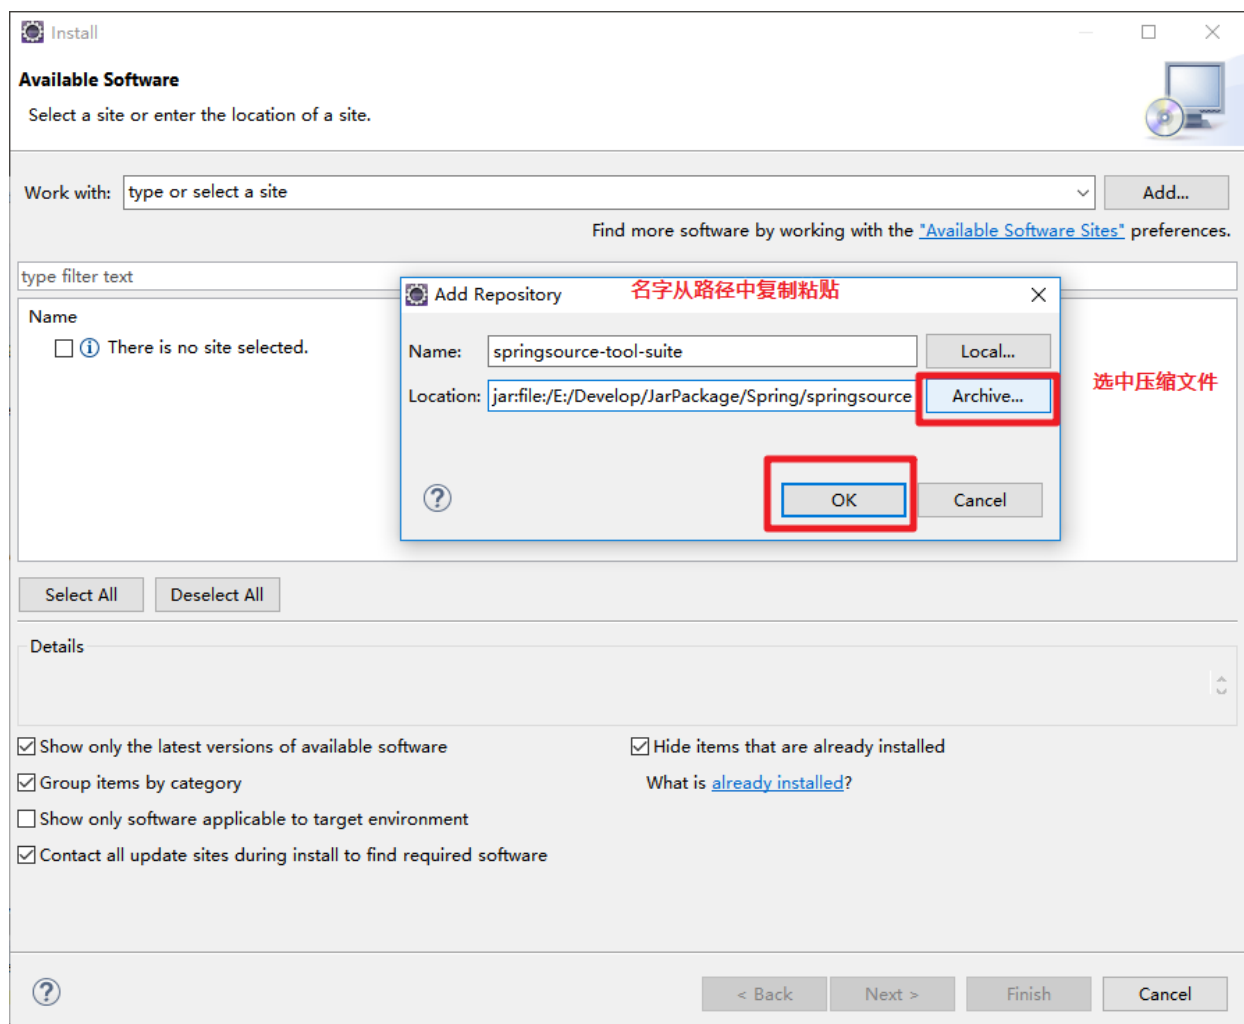 Install
Available Software
Select a site or enter the location of a site.
Work with: type or select a site Add...
Find more software by working with the "Available Software Sites" preferences.
type filter text
Add Repository 名字从路径中复制粘贴
Name
There is no site selected.
Name: springsource-tool-suite Local...
Location: jar:file:/E:/Develop/JarPackage/Spring/springsource Archive...
选中压缩文件
OK Cancel
Select All Deselect All
Details
Show only the latest versions of available software Hide items that are already installed
Group items by category What is already installed?
Show only software applicable to target environment
Contact all update sites during install to find required software
< Back Next > Finish Cancel